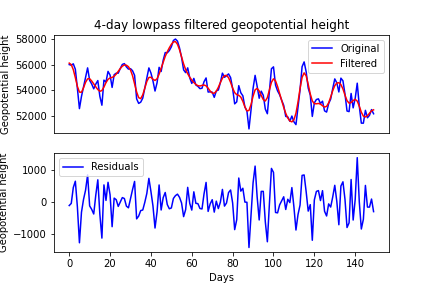 4-day lowpass filtered geopotential height
Geopotential height
58000
56000
54000
52000
Original
Filtered
Geopotential height
1000
0
−1000
Residuals
0 20 40 60 80 100 120 140
Days